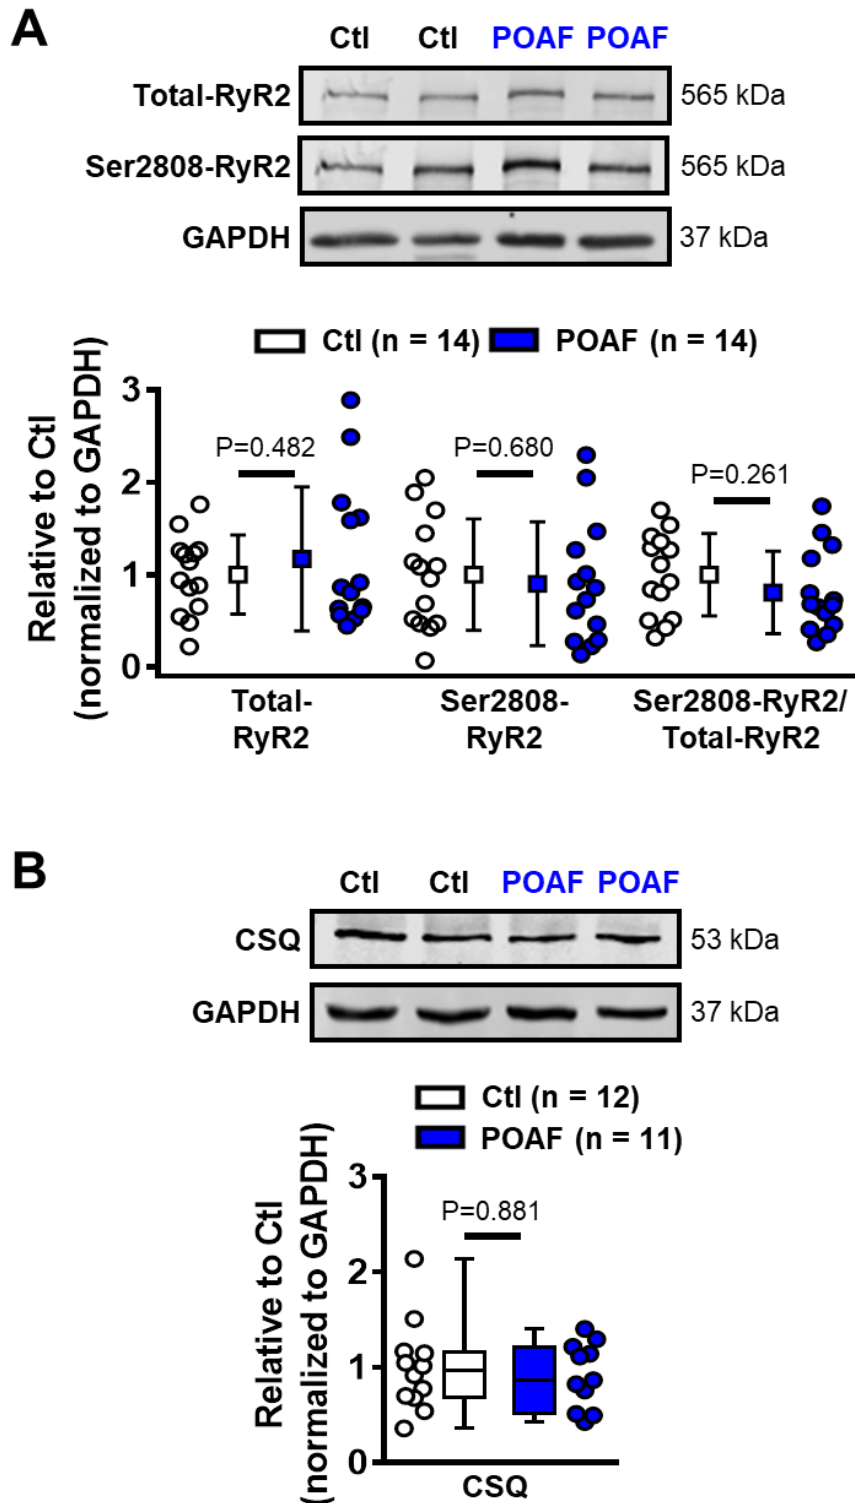 A
Ctl Ctl POAF POAF
Total-RyR2 565 kDa
Ser2808-RyR2 565 kDa
GAPDH 37 kDa
Ctl (n = 14) POAF (n = 14)
Relative to Ctl
(normalized to GAPDH)
3
2
1
0
P=0.482
P=0.680
P=0.261
Total-
RyR2
Ser2808-
RyR2
Ser2808-RyR2/
Total-RyR2
B
Ctl Ctl POAF POAF
CSQ 53 kDa
GAPDH 37 kDa
Ctl (n = 12)
POAF (n = 11)
Relative to Ctl
(normalized to GAPDH)
3
2
1
0
P=0.881
CSQ